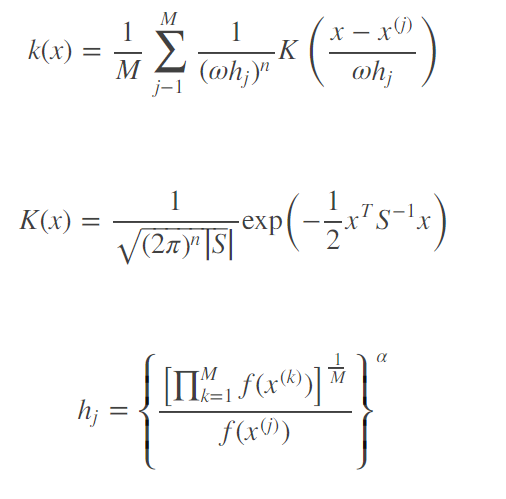 k(x) = \frac{1}{M} \sum_{j-1}^{M} \frac{1}{(\omega h_j)^n} K \left( \frac{x - x^{(j)}}{\omega h_j} \right)
K(x) = \frac{1}{\sqrt{(2\pi)^n |S|}} \exp\left( -\frac{1}{2} x^T S^{-1} x \right)
h_j = \left\{ \frac{\left[ \prod_{k=1}^{M} f(x^{(k)}) \right]^{\frac{1}{M}}}{f(x^{(j)})} \right\}^{\alpha}